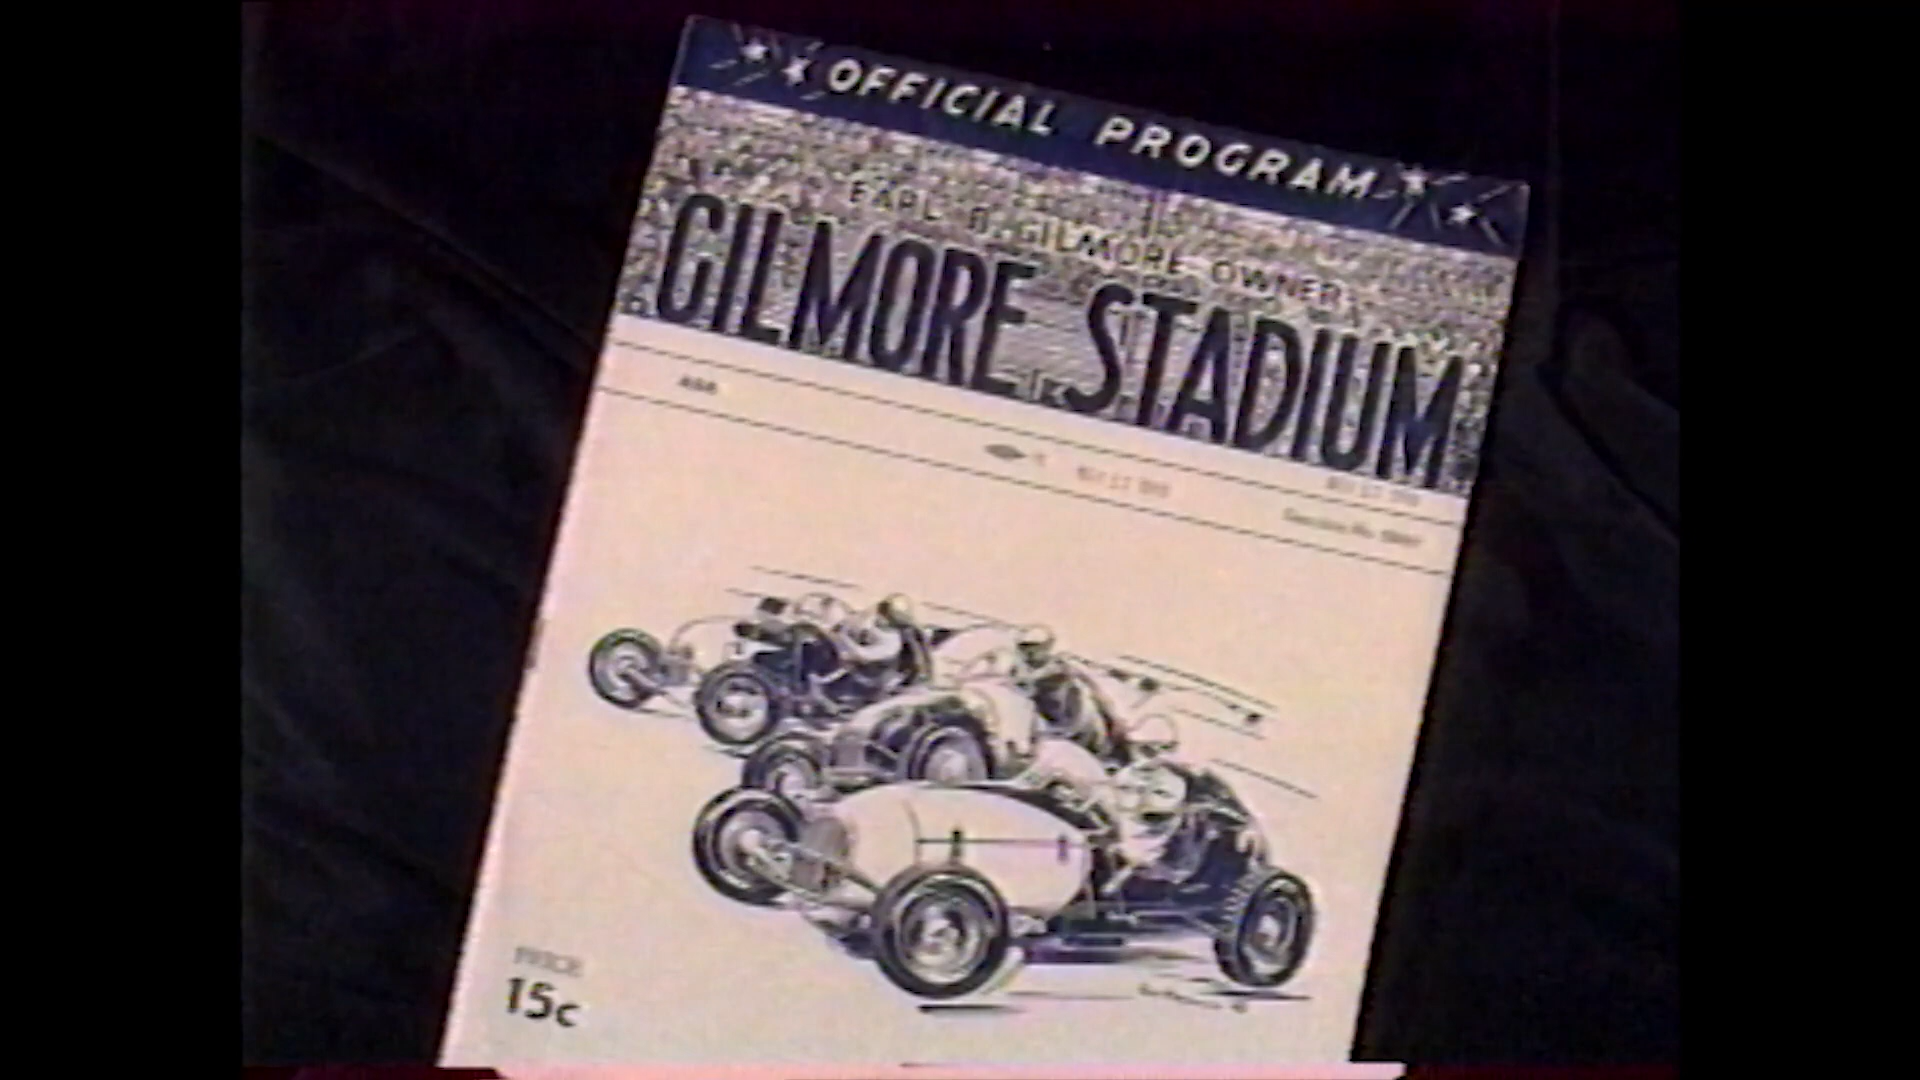 OFFICIAL PROGRAM
EARL B. GILMORE OWNER
GILMORE STADIUM
PRICE
15c